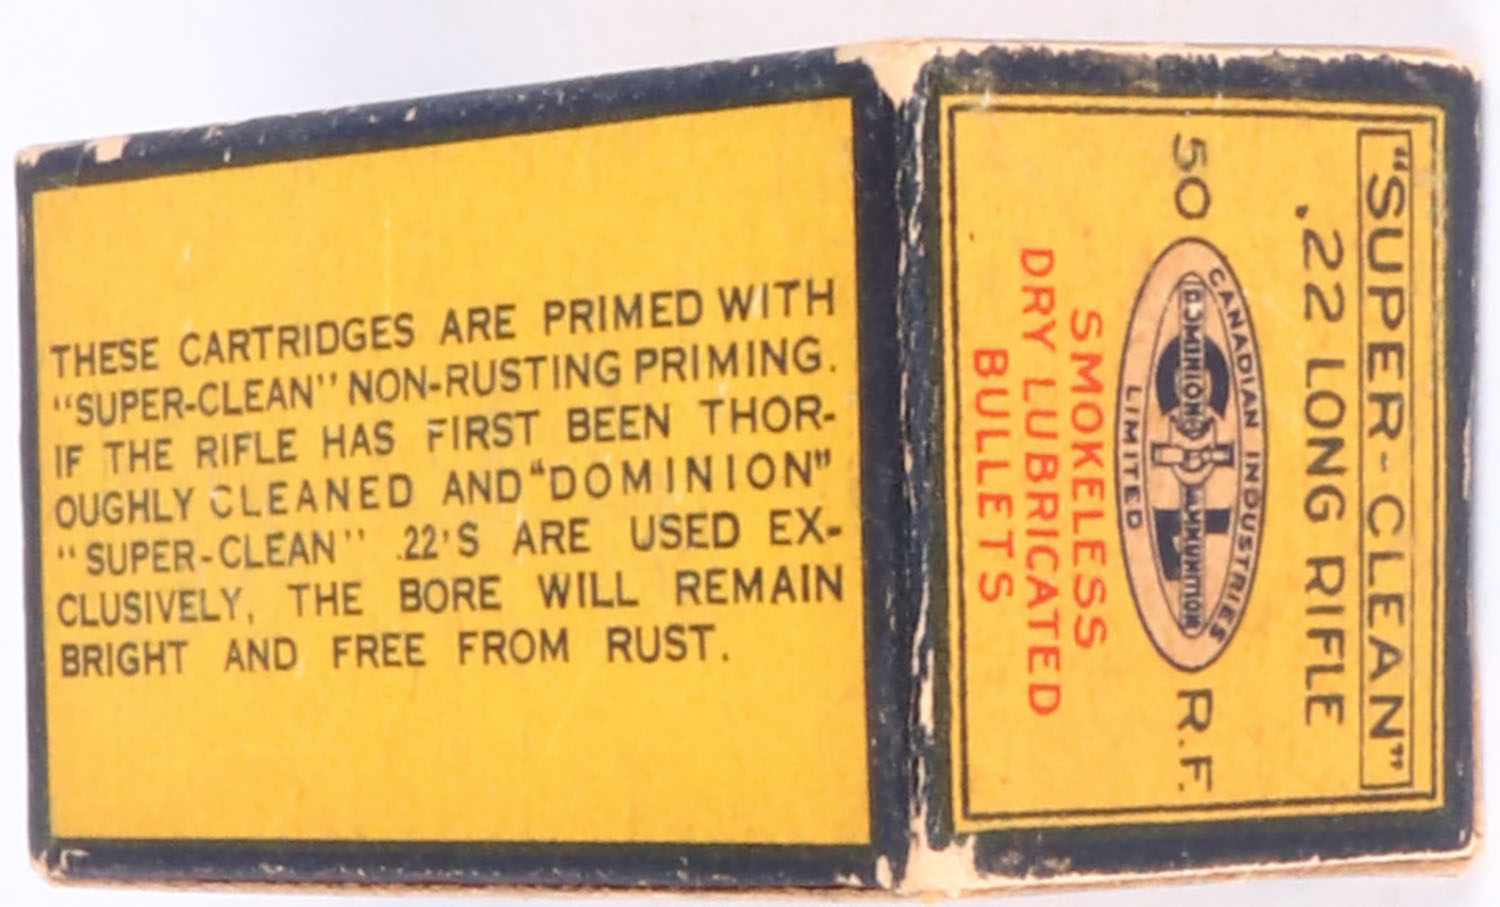 THESE CARTRIDGES ARE PRIMED WITH
“SUPER-CLEAN” NON-RUSTING PRIMING.
IF THE RIFLE HAS FIRST BEEN THOR-
OUGHLY CLEANED AND “DOMINION”
“SUPER-CLEAN” .22'S ARE USED EX-
CLUSIVELY, THE BORE WILL REMAIN
BRIGHT AND FREE FROM RUST.
“SUPER-CLEAN”
.22 LONG RIFLE
50 R.F.
CANADIAN INDUSTRIES
DOMINION AMMUNITION
CIL
LIMITED
SMOKELESS
DRY LUBRICATED
BULLETS